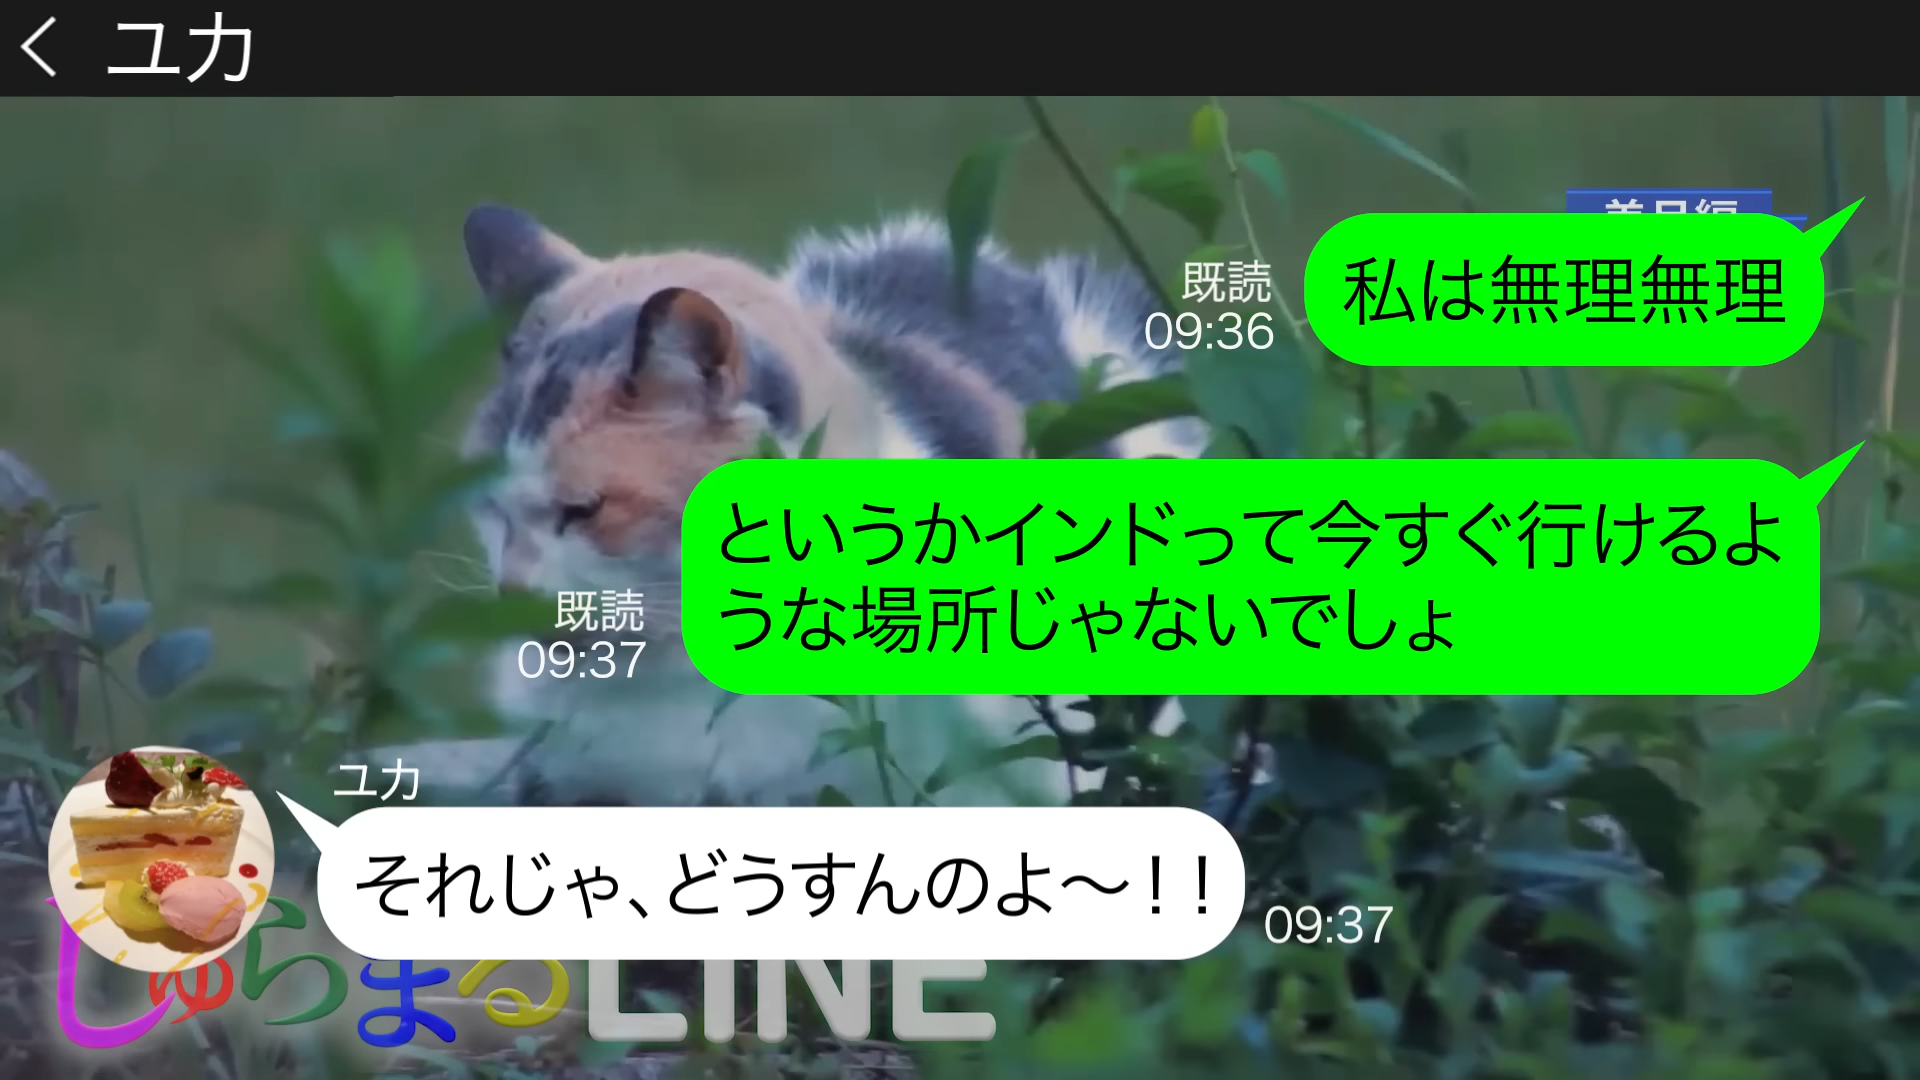 ユカ
私は無理無理
既読
09:36
というかインドって今すぐ行けるよ
うな場所じゃないでしょ
既読
09:37
ユカ
それじゃ、どうすんのよ〜！！
09:37
しゅらまるLINE